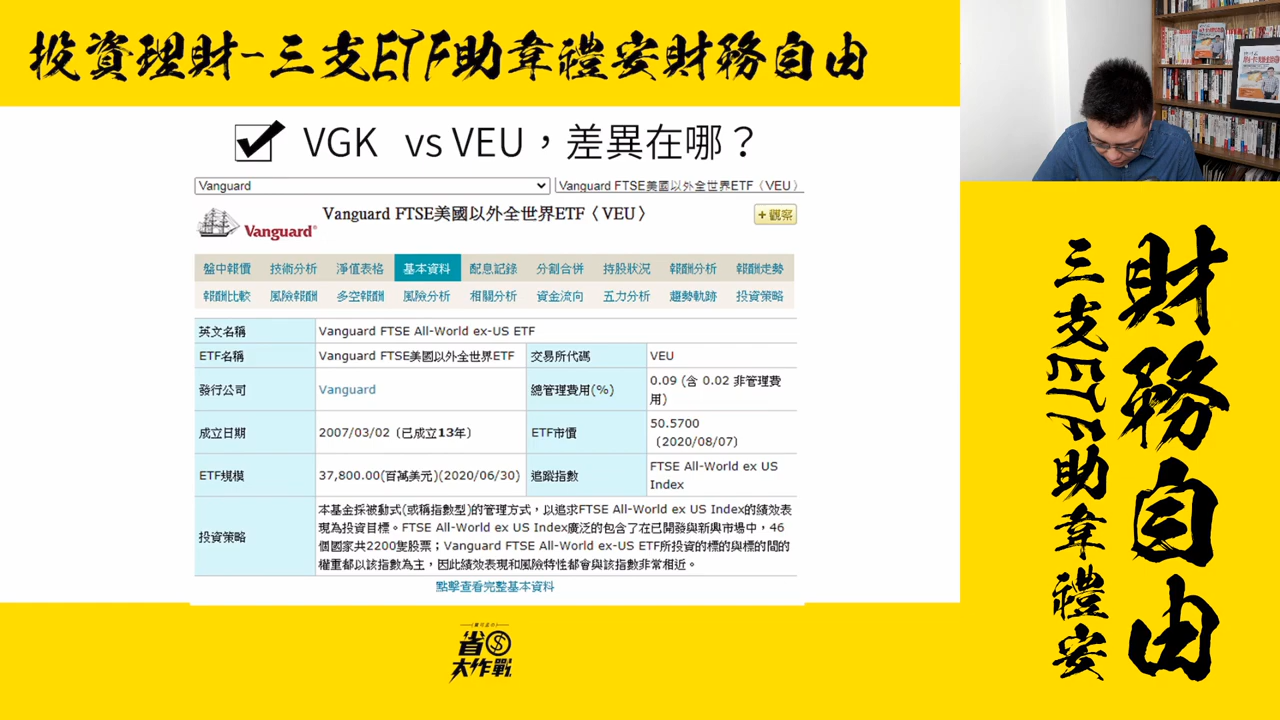 投資理財-三支ETF助韋禮安財務自由
VGK vs VEU，差異在哪？
Vanguard
Vanguard FTSE美國以外全世界ETF〈VEU〉
Vanguard
Vanguard FTSE美國以外全世界ETF〈VEU〉
+觀察
盤中報價 技術分析 淨值表格 基本資料 配息記錄 分割合併 持股狀況 報酬分析 報酬走勢
報酬比較 風險報酬 多空報酬 風險分析 相關分析 資金流向 五力分析 趨勢軌跡 投資策略
英文名稱 Vanguard FTSE All-World ex-US ETF
ETF名稱 Vanguard FTSE美國以外全世界ETF 交易所代碼 VEU
發行公司 Vanguard 總管理費用(%) 0.09 (含 0.02 非管理費
用)
成立日期 2007/03/02（已成立13年） ETF市價 50.5700
（2020/08/07)
ETF規模 37,800.00(百萬美元)(2020/06/30) 追蹤指數 FTSE All-World ex US
Index
投資策略
本基金採被動式(或稱指數型)的管理方式，以追求FTSE All-World ex US Index的績效表
現為投資目標。FTSE All-World ex US Index廣泛的包含了在已開發與新興市場中，46
個國家共2200隻股票；Vanguard FTSE All-World ex-US ETF所投資的標的與標的間的
權重都以該指數為主，因此績效表現和風險特性都會與該指數非常相近。
點擊查看完整基本資料
省$
大作戰
財務自由
三支ETF助韋禮安